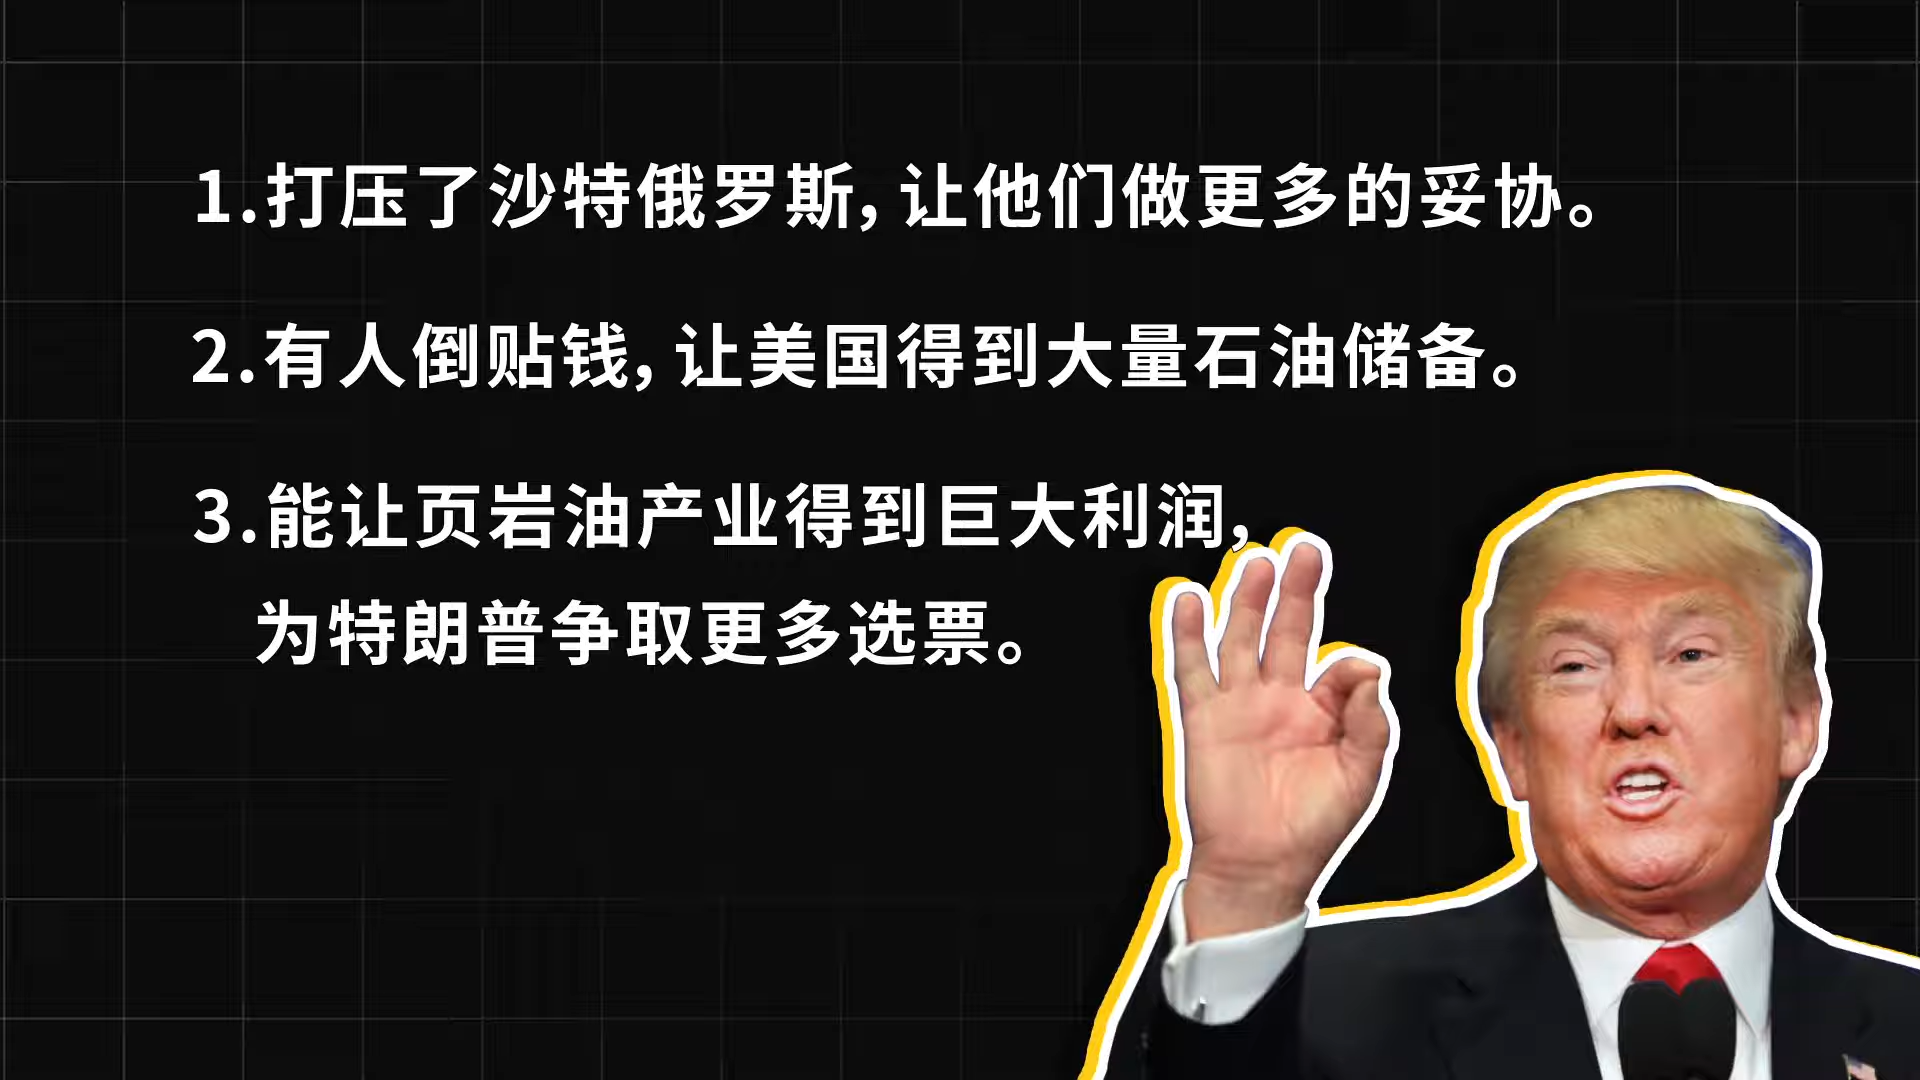 1.打压了沙特俄罗斯,让他们做更多的妥协。
2.有人倒贴钱,让美国得到大量石油储备。
3.能让页岩油产业得到巨大利润,
为特朗普争取更多选票。